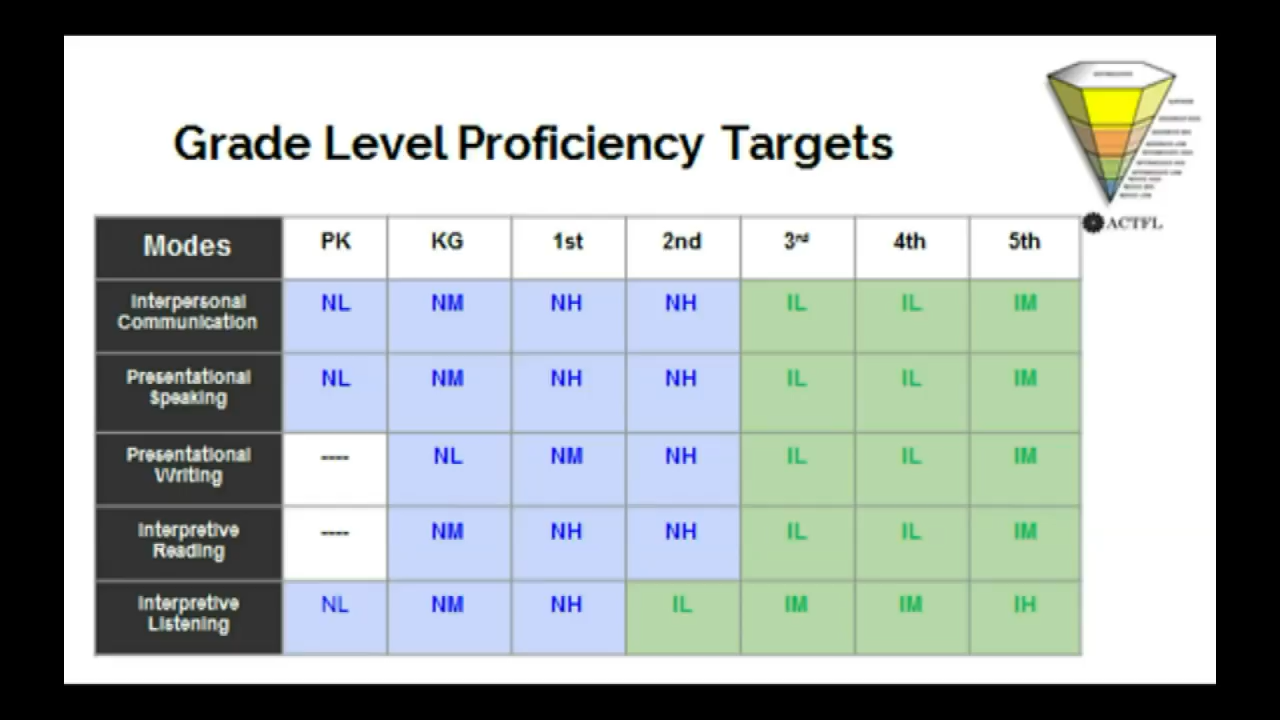 Grade Level Proficiency Targets
ACTFL
Modes PK KG 1st 2nd 3rd 4th 5th
Interpersonal
Communication NL NM NH NH IL IL IM
Presentational
Speaking NL NM NH NH IL IL IM
Presentational
Writing ---- NL NM NH IL IL IM
Interpretive
Reading ---- NM NH NH IL IL IM
Interpretive
Listening NL NM NH IL IM IM IH